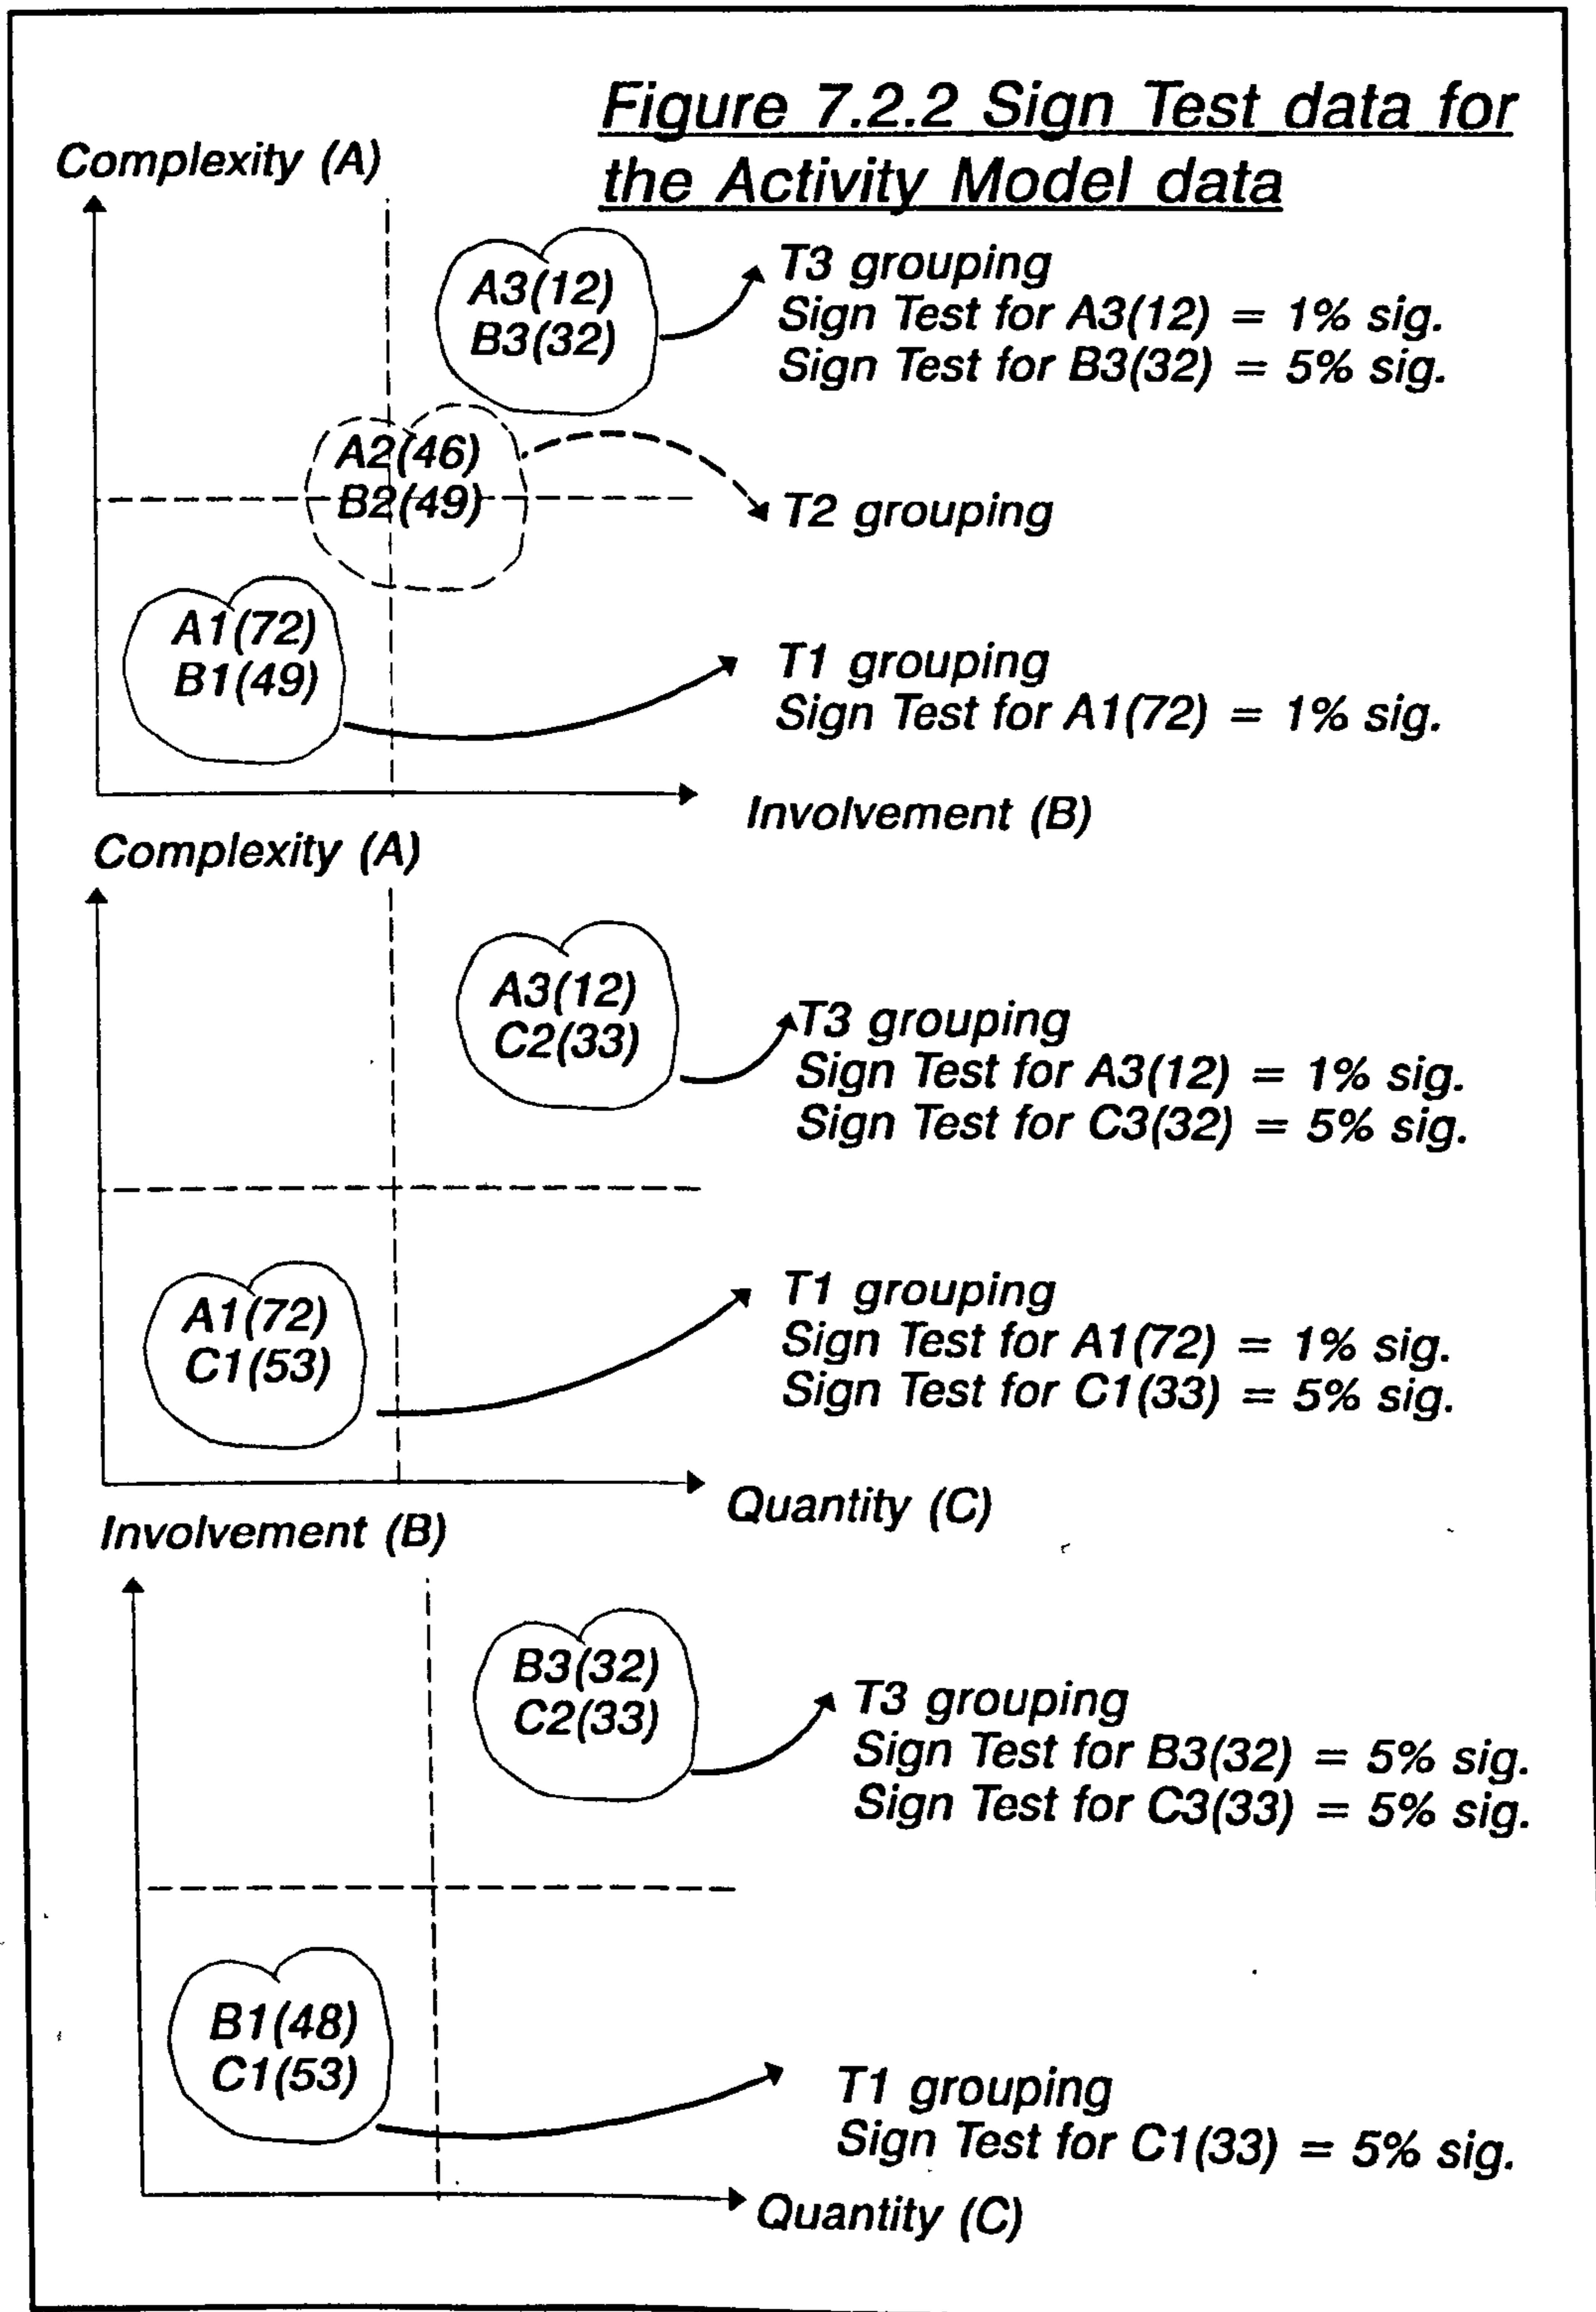 Figure 7.2.2 Sign Test data for
the Activity Model data
Complexity (A)
A3(12)
B3(32)
T3 grouping
Sign Test for A3(12) = 1% sig.
Sign Test for B3(32) = 5% sig.
A2(46)
B2(49)
T2 grouping
A1(72)
B1(49)
T1 grouping
Sign Test for A1(72) = 1% sig.
Involvement (B)
Complexity (A)
A3(12)
C2(33)
T3 grouping
Sign Test for A3(12) = 1% sig.
Sign Test for C3(32) = 5% sig.
A1(72)
C1(53)
T1 grouping
Sign Test for A1(72) = 1% sig.
Sign Test for C1(33) = 5% sig.
Quantity (C)
Involvement (B)
B3(32)
C2(33)
T3 grouping
Sign Test for B3(32) = 5% sig.
Sign Test for C3(33) = 5% sig.
B1(48)
C1(53)
T1 grouping
Sign Test for C1(33) = 5% sig.
Quantity (C)